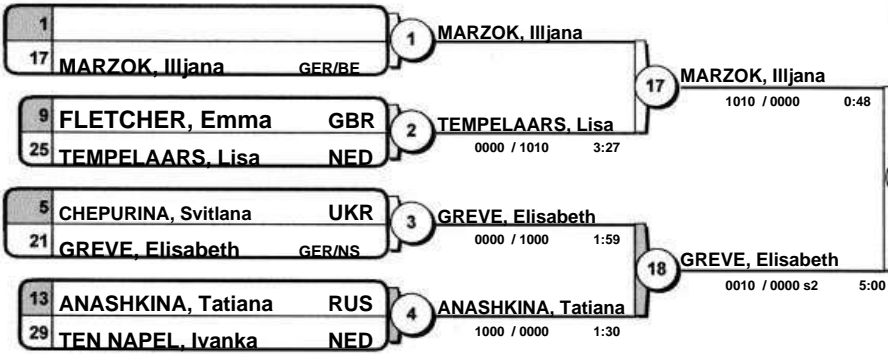 1
17 MARZOK, Illjana GER/BE
1
MARZOK, Illjana
9 FLETCHER, Emma GBR
25 TEMPELAARS, Lisa NED
2
TEMPELAARS, Lisa
0000 / 1010 3:27
17
MARZOK, Illjana
1010 / 0000 0:48
5 CHEPURINA, Svitlana UKR
21 GREVE, Elisabeth GER/NS
3
GREVE, Elisabeth
0000 / 1000 1:59
13 ANASHKINA, Tatiana RUS
29 TEN NAPEL, Ivanka NED
4
ANASHKINA, Tatiana
1000 / 0000 1:30
18
GREVE, Elisabeth
0010 / 0000 s2 5:00